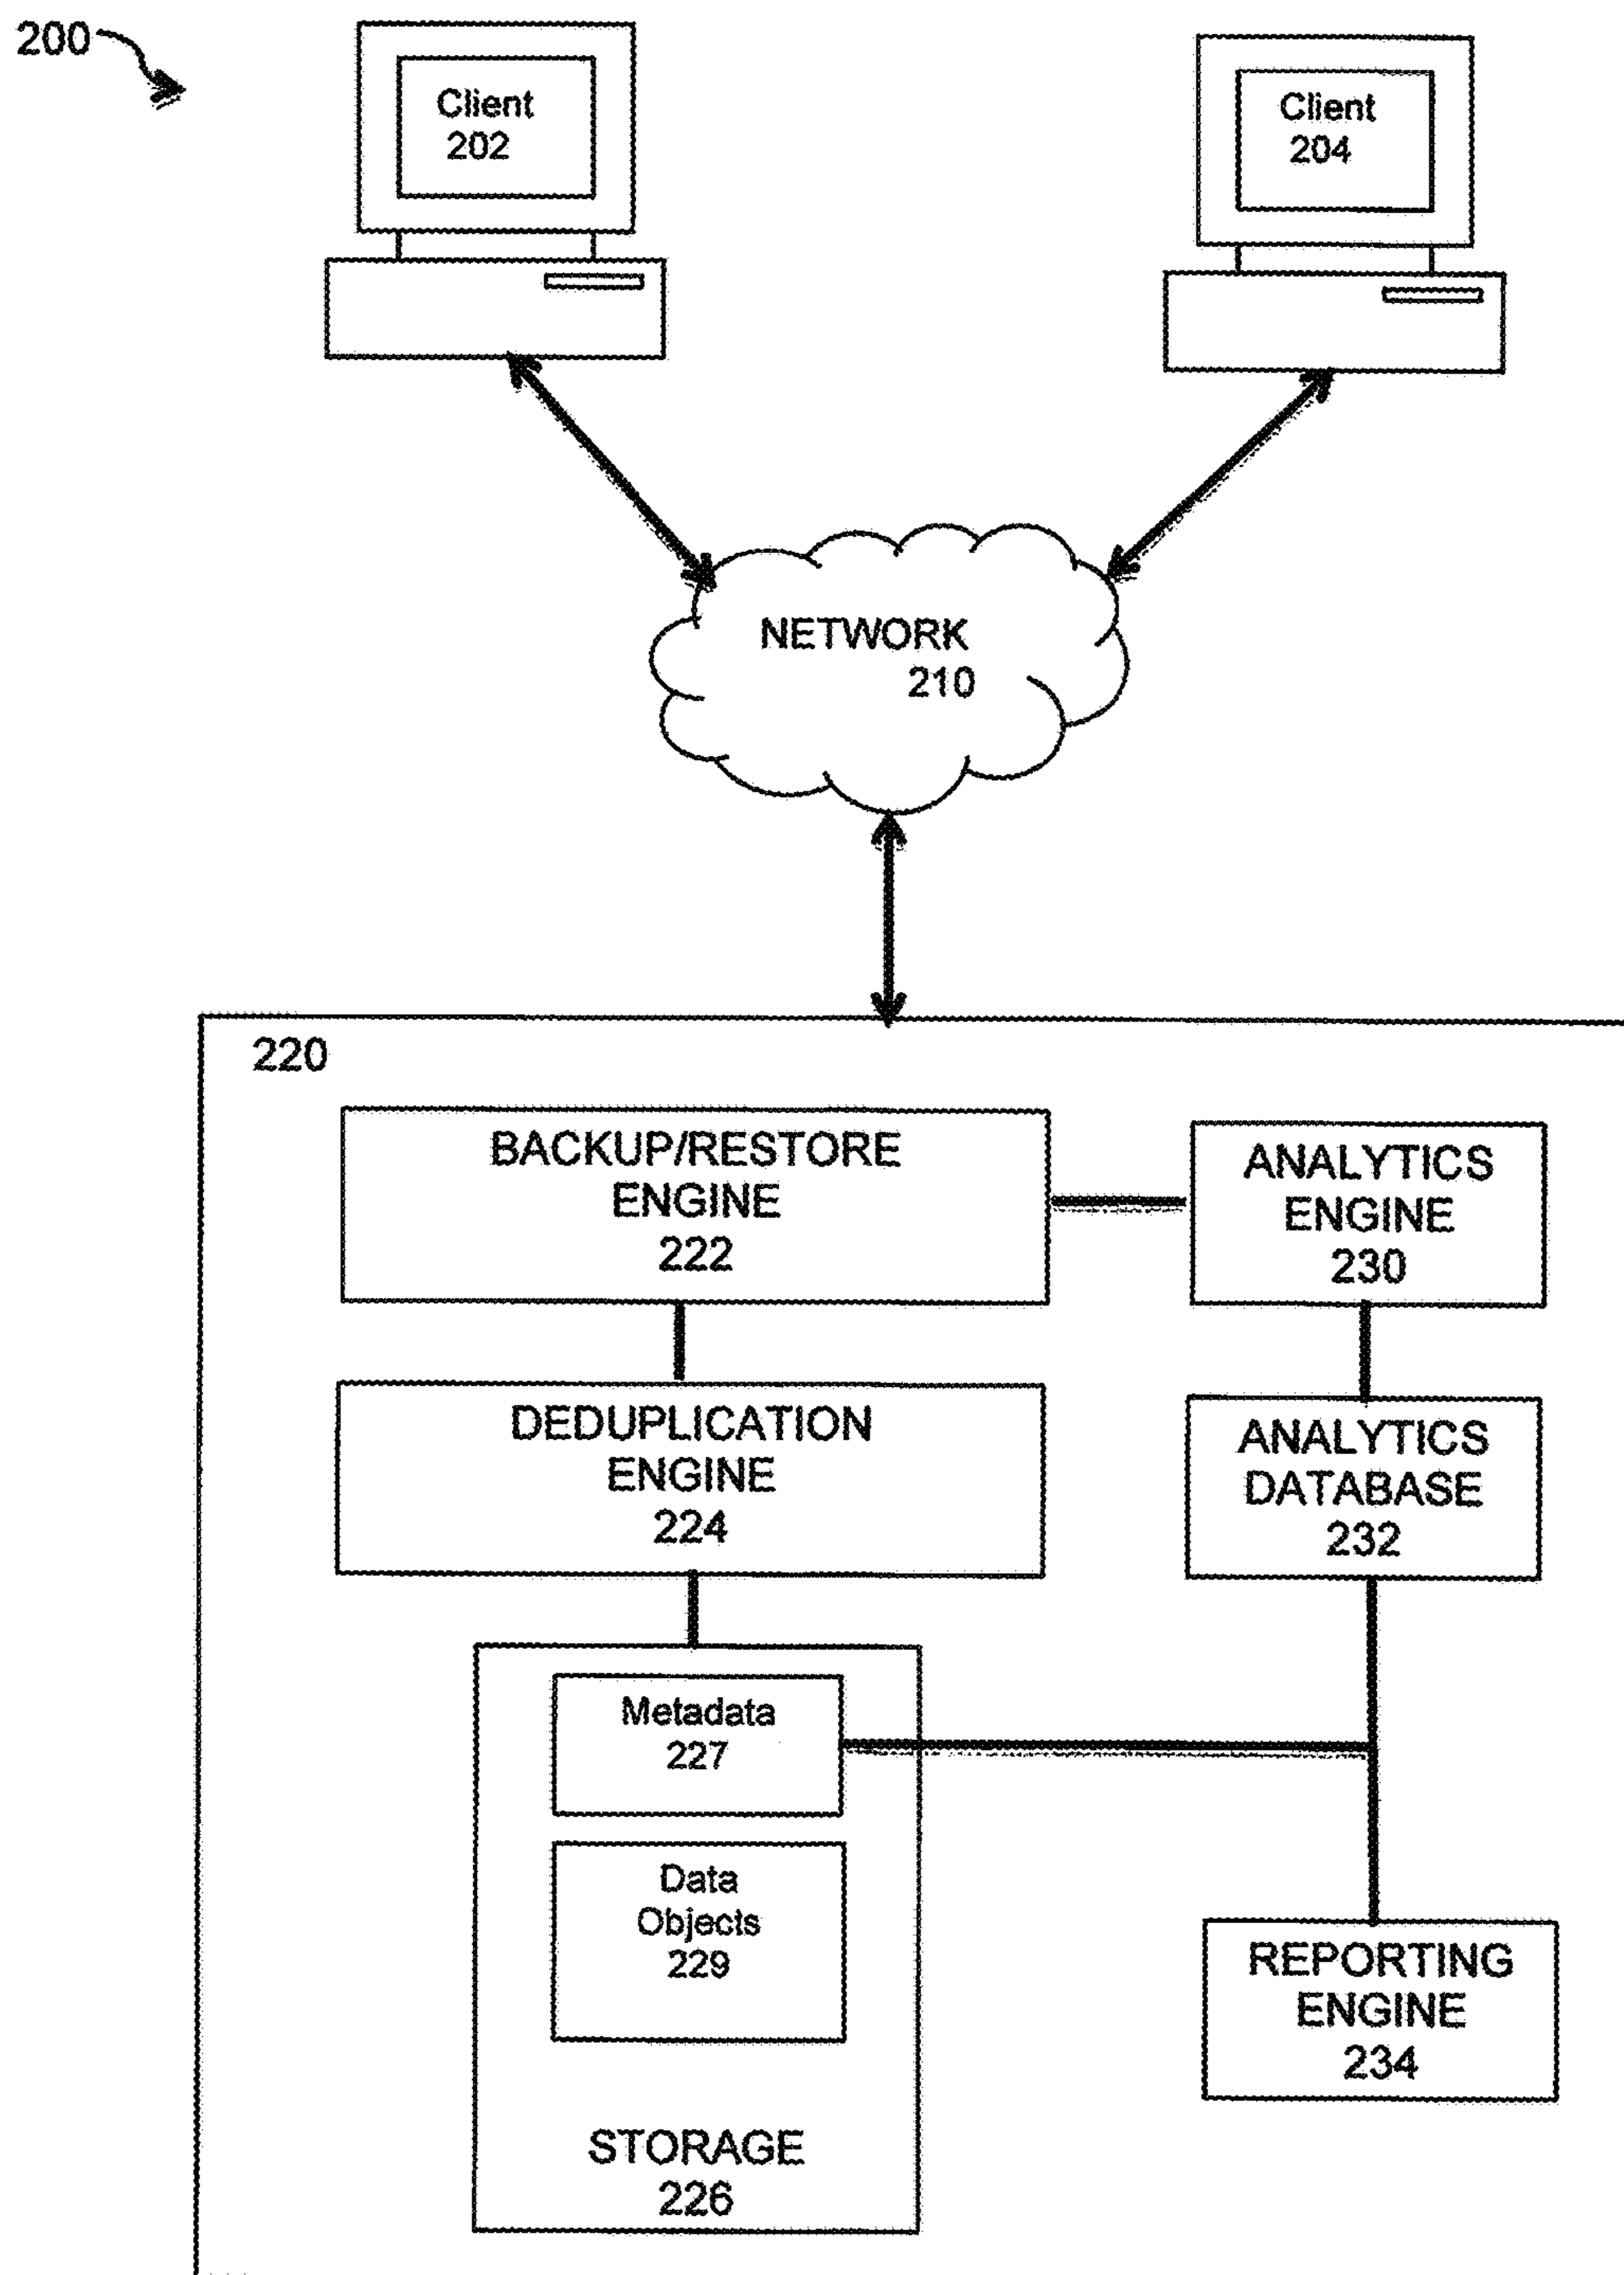 200
Client
202
Client
204
NETWORK
210
220
BACKUP/RESTORE
ENGINE
222
ANALYTICS
ENGINE
230
DEDUPLICATION
ENGINE
224
ANALYTICS
DATABASE
232
Metadata
227
Data
Objects
229
REPORTING
ENGINE
234
STORAGE
226